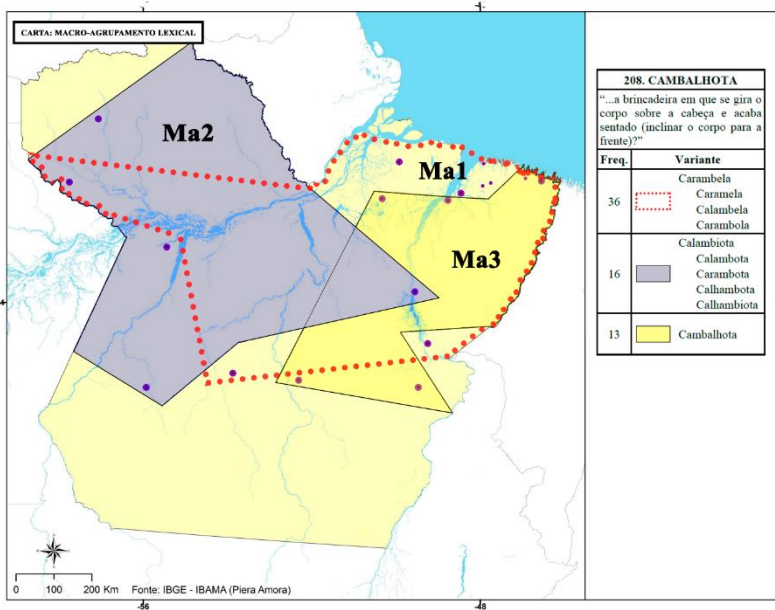 CARTA: MACRO-AGRUPAMENTO LEXICAL
Ma2
Ma1
Ma3
0 100 200 Km
Fonte: IBGE - IBAMA (Piera Amora)
-56
-48
208. CAMBALHOTA
“...a brincadeira em que se gira o
corpo sobre a cabeça e acaba
sentado (inclinar o corpo para a
frente)?”
Freq. Variante
36
Carambela
Caramela
Calambela
Carambola
16
Calambiota
Calambota
Carambota
Calhambota
Calhambiota
13 Cambalhota